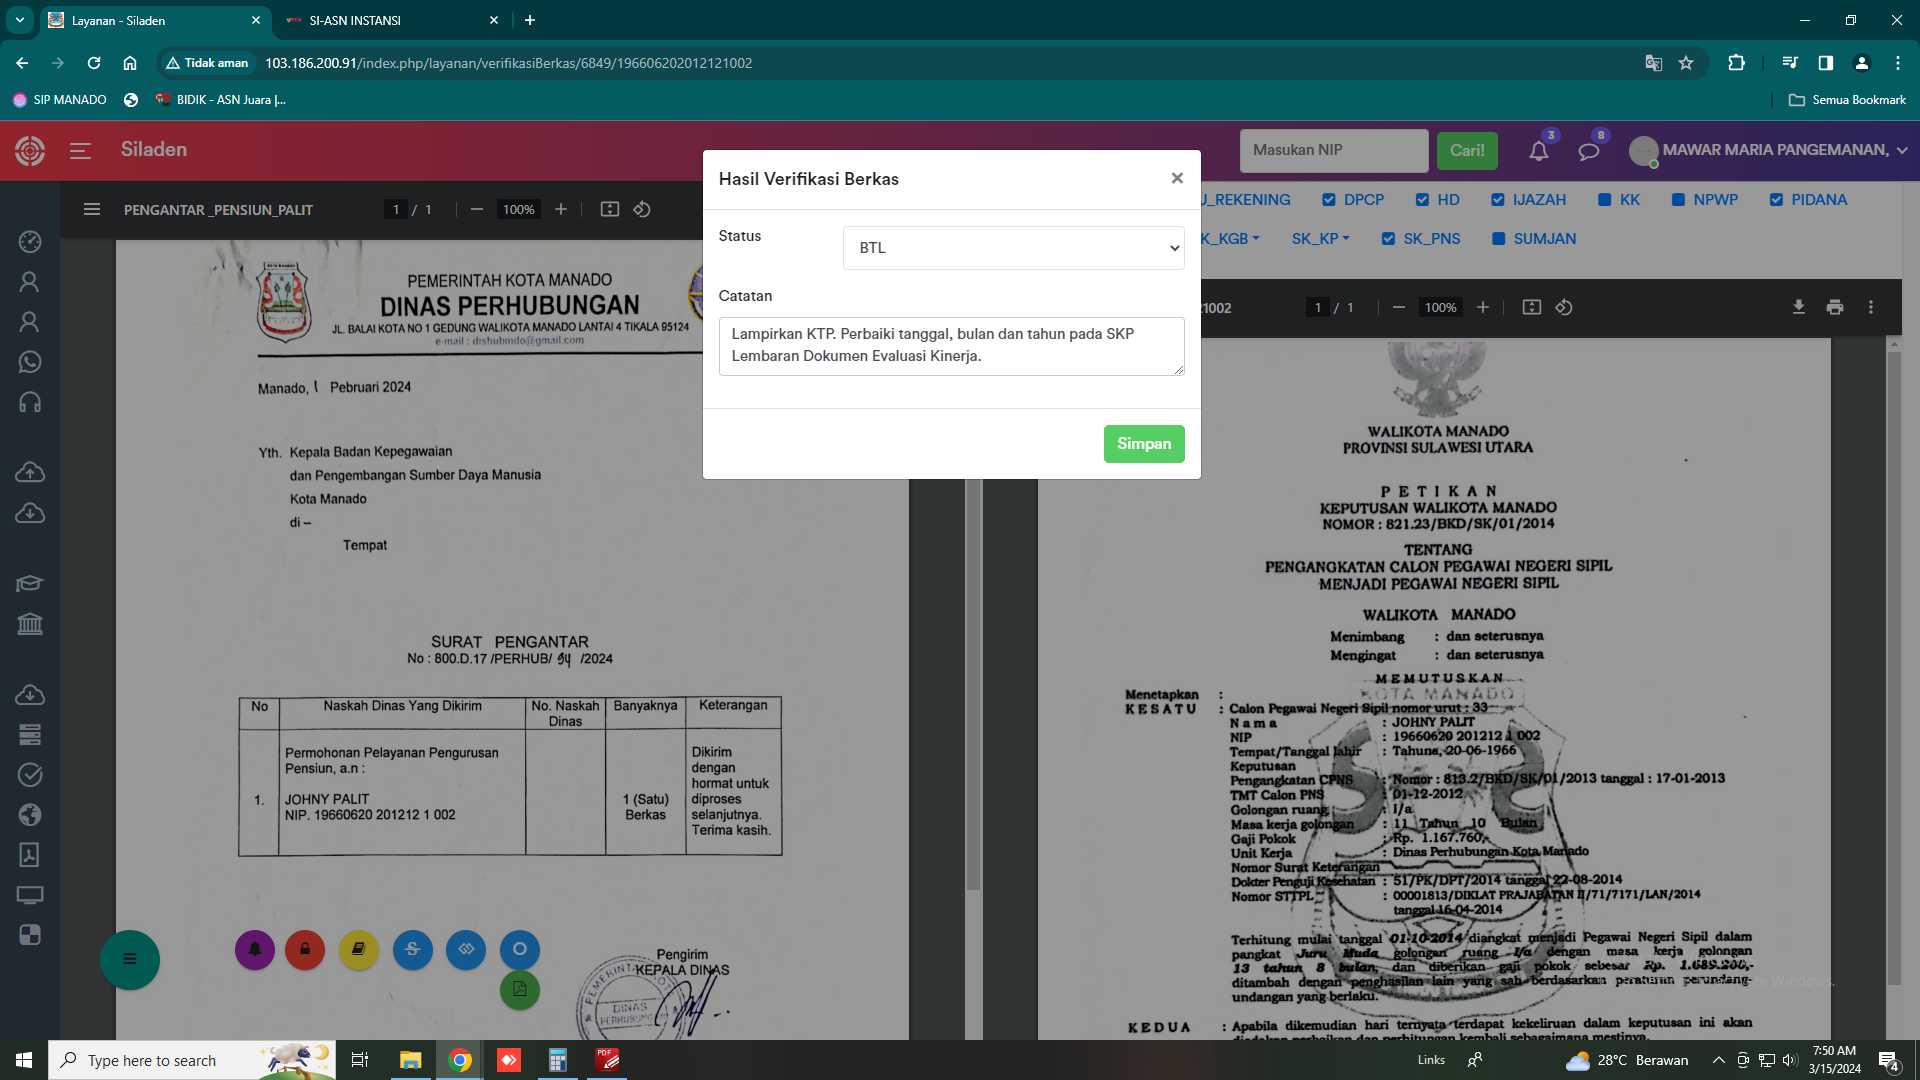 Layanan - Siladen
SI-ASN INSTANSI
Tidak aman
103.186.200.91/index.php/layanan/verifikasiBerkas/6849/196606202012121002
SIP MANADO
BIDIK - ASN Juara |...
Semua Bookmark
Siladen
Masukan NIP
Cari!
3
8
MAWAR MARIA PANGEMANAN,
PENGANTAR _PENSIUN_PALIT
1 / 1
100%
Hasil Verifikasi Berkas
×
Status
BTL
Catatan
Lampirkan KTP. Perbaiki tanggal, bulan dan tahun pada SKP
Lembaran Dokumen Evaluasi Kinerja.
Simpan
U_REKENING
DPCP
HD
IJAZAH
KK
NPWP
PIDANA
K_KGB
SK_KP
SK_PNS
SUMJAN
21002
1 / 1
100%
PEMERINTAH KOTA MANADO
DINAS PERHUBUNGAN
JL. BALAI KOTA NO 1 GEDUNG WALIKOTA MANADO LANTAI 4 TIKALA 95124
e-mail : dishubmdo@gmail.com
Manado, 1 Pebruari 2024
Yth. Kepala Badan Kepegawaian
dan Pengembangan Sumber Daya Manusia
Kota Manado
di –
Tempat
SURAT PENGANTAR
No : 800.D.17 /PERHUB/ 94 /2024
No
Naskah Dinas Yang Dikirim
No. Naskah
Dinas
Banyaknya
Keterangan
1.
Permohonan Pelayanan Pengurusan
Pensiun, a.n :
JOHNY PALIT
NIP. 19660620 201212 1 002
1 (Satu)
Berkas
Dikirim
dengan
hormat untuk
diproses
selanjutnya.
Terima kasih.
Pengirim
KEPALA DINAS
DINAS
PERHUBUNGAN
WALIKOTA MANADO
PROVINSI SULAWESI UTARA
P E T I K A N
KEPUTUSAN WALIKOTA MANADO
NOMOR : 821.23/BKD/SK/01/2014
TENTANG
PENGANGKATAN CALON PEGAWAI NEGERI SIPIL
MENJADI PEGAWAI NEGERI SIPIL
WALIKOTA MANADO
Menimbang : dan seterusnya
Mengingat : dan seterusnya
M E M U T U S K A N
KOTA MANADO
Menetapkan :
K E S A T U : Calon Pegawai Negeri Sipil nomor urut : 33
N a m a : JOHNY PALIT
NIP : 19660620 201212 1 002
Tempat/Tanggal lahir : Tahuna, 20-06-1966
Keputusan
Pengangkatan CPNS : Nomor : 813.2/BKD/SK/01/2013 tanggal : 17-01-2013
TMT Calon PNS : 01-12-2012
Golongan ruang : I/a
Masa kerja golongan : 11 Tahun 10 Bulan
Gaji Pokok : Rp. 1.167.760,-
Unit Kerja : Dinas Perhubungan Kota Manado
Nomor Surat Keterangan
Dokter Penguji Kesehatan : 51/PK/DPT/2014 tanggal 22-08-2014
Nomor STTPL : 00001813/DIKLAT PRAJABATAN II/71/7171/LAN/2014
tanggal 16-04-2014
Terhitung mulai tanggal 01-10-2014 diangkat menjadi Pegawai Negeri Sipil dalam
pangkat Juru Muda golongan ruang I/a dengan masa kerja golongan
13 tahun 8 bulan, dan diberikan gaji pokok sebesar Rp. 1.689.200,-
ditambah dengan penghasilan lain yang sah berdasarkan peraturan perundang-
undangan yang berlaku.
K E D U A : Apabila dikemudian hari ternyata terdapat kekeliruan dalam keputusan ini akan
Type here to search
Links
28°C Berawan
7:50 AM
3/15/2024
4